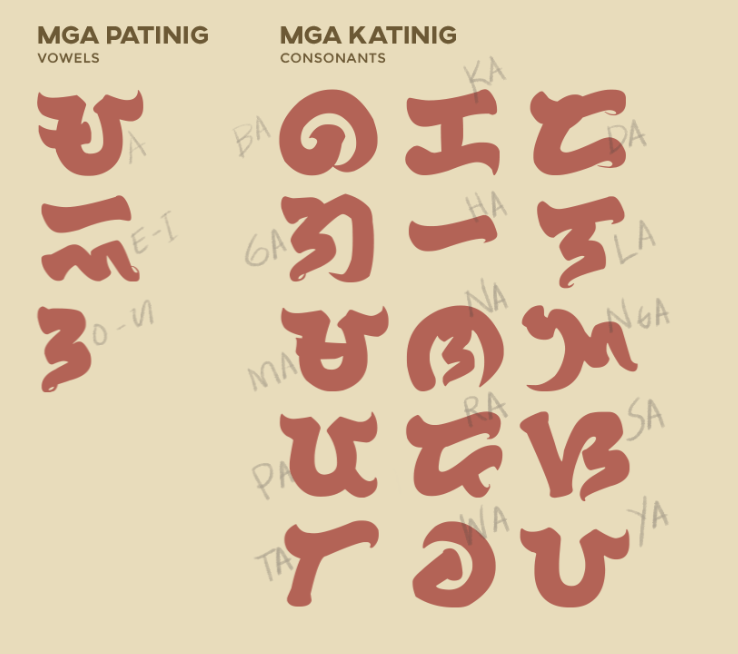 MGA PATINIG
VOWELS
ᜀ A
ᜁ E-I
ᜂ O-U
MGA KATINIG
CONSONANTS
BA ᜊ ᜃ KA ᜇ DA
GA ᜄ ᜑ HA ᜎ LA
MA ᜋ ᜈ NA ᜅ NGA
PA ᜉ ᜍ RA ᜐ SA
TA ᜆ ᜏ WA ᜌ YA